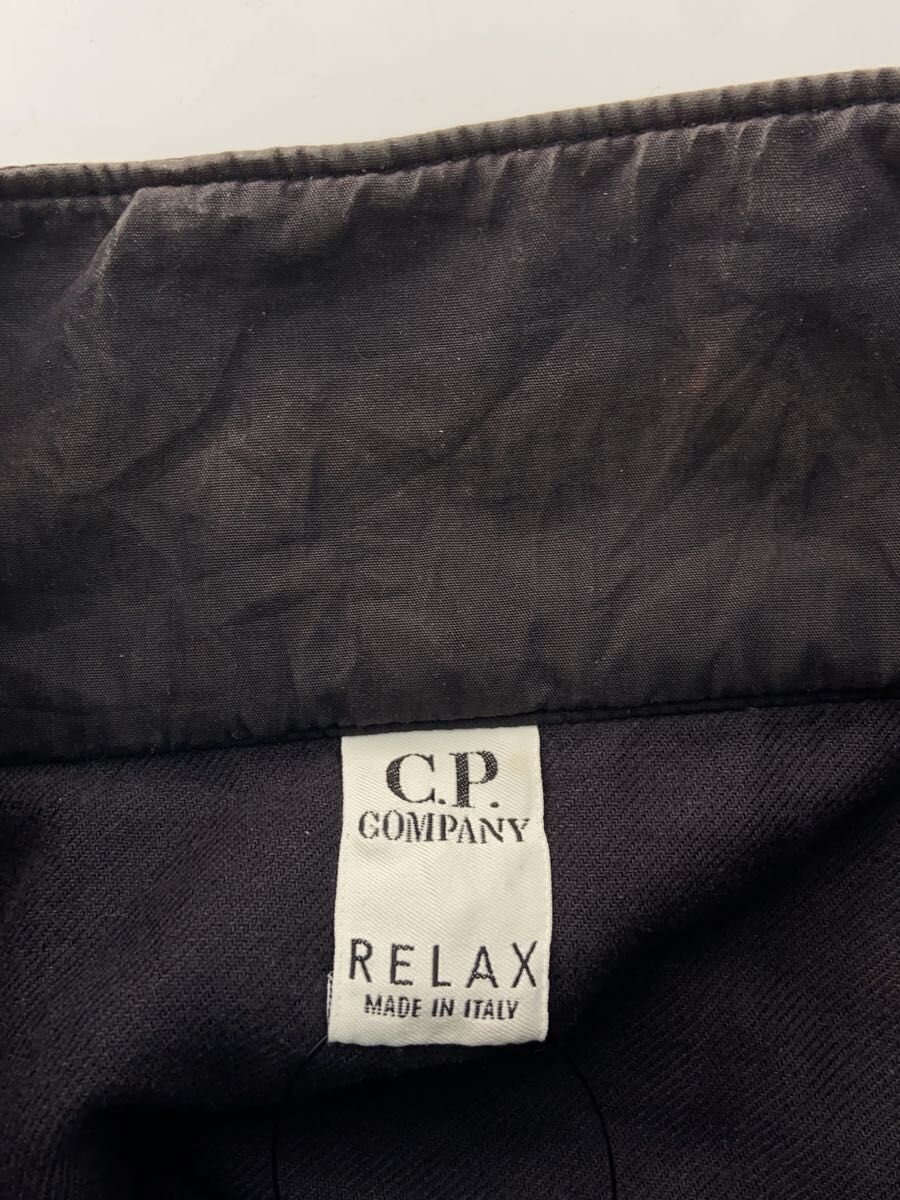 C.P.
COMPANY
RELAX
MADE IN ITALY